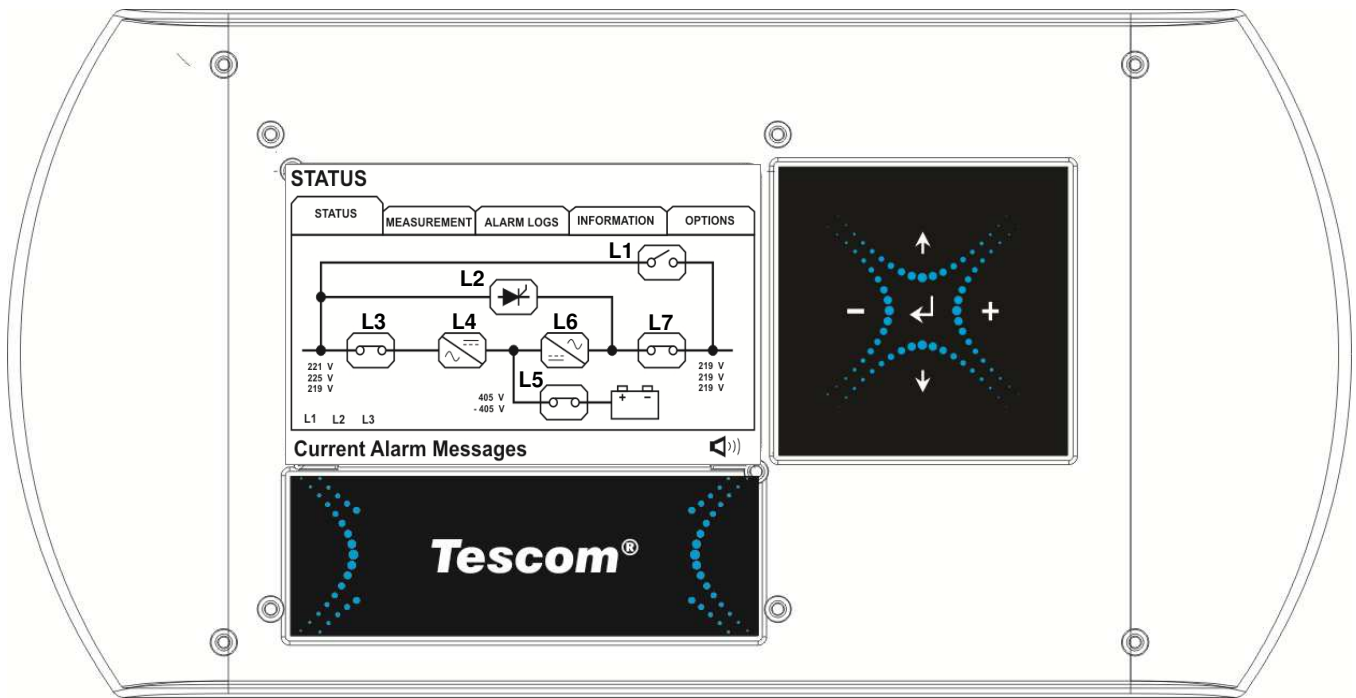 STATUS
STATUS MEASUREMENT ALARM LOGS INFORMATION OPTIONS
L1
L2
L3 L4 L6 L7
221 V
225 V
219 V
219 V
219 V
219 V
L5
405 V
- 405 V
+ −
L1 L2 L3
Current Alarm Messages
− +
Tescom®